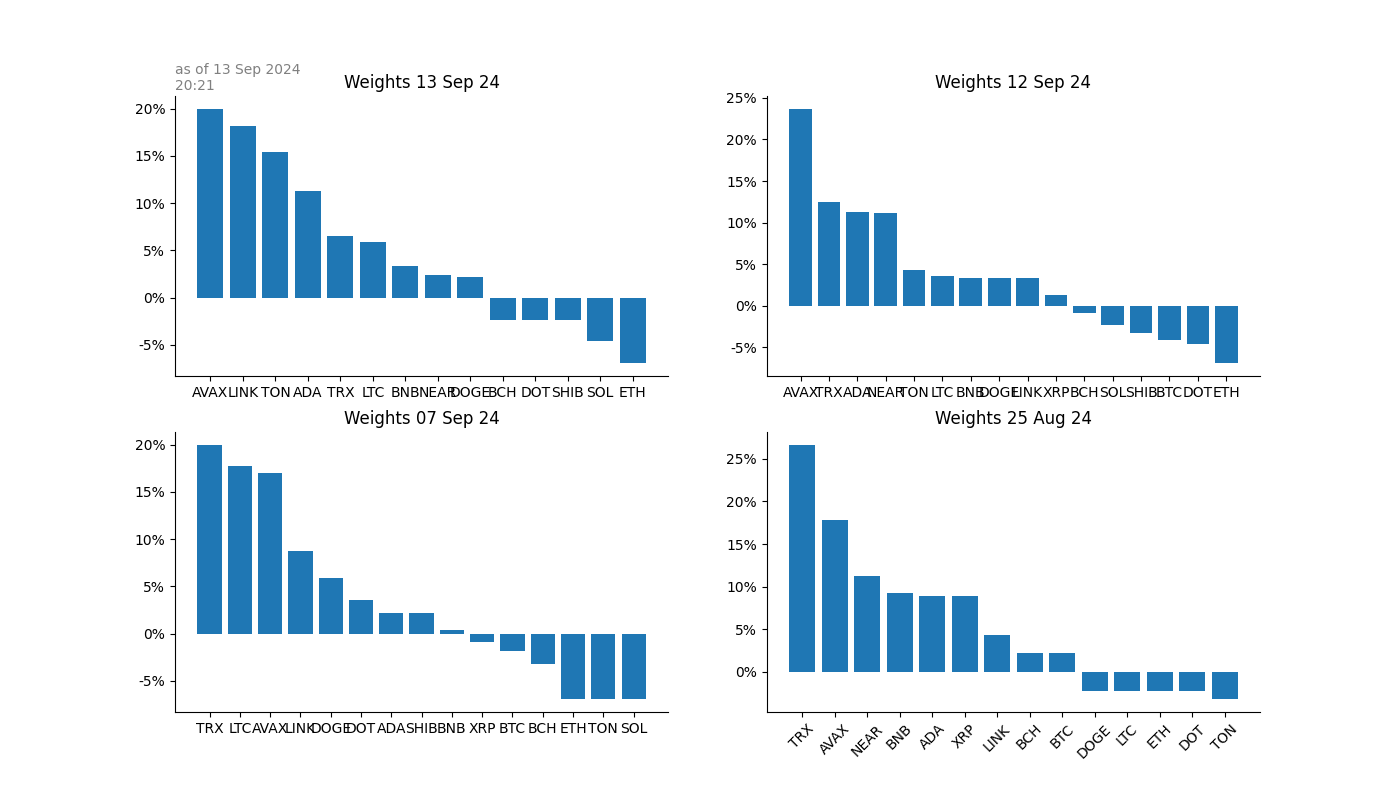 as of 13 Sep 2024
20:21
Weights 13 Sep 24
20%
15%
10%
5%
0%
-5%
AVAX LINK TON ADA TRX LTC BNB NEAR DOGE BCH DOT SHIB SOL ETH
Weights 12 Sep 24
25%
20%
15%
10%
5%
0%
-5%
AVAX TRX ADA NEAR TON LTC BNB DOGE LINK XRP BCH SOL SHIB BTC DOT ETH
Weights 07 Sep 24
20%
15%
10%
5%
0%
-5%
TRX LTC AVAX LINK DOGE DOT ADA SHIB BNB XRP BTC BCH ETH TON SOL
Weights 25 Aug 24
25%
20%
15%
10%
5%
0%
TRX AVAX NEAR BNB ADA XRP LINK BCH BTC DOGE LTC ETH DOT TON